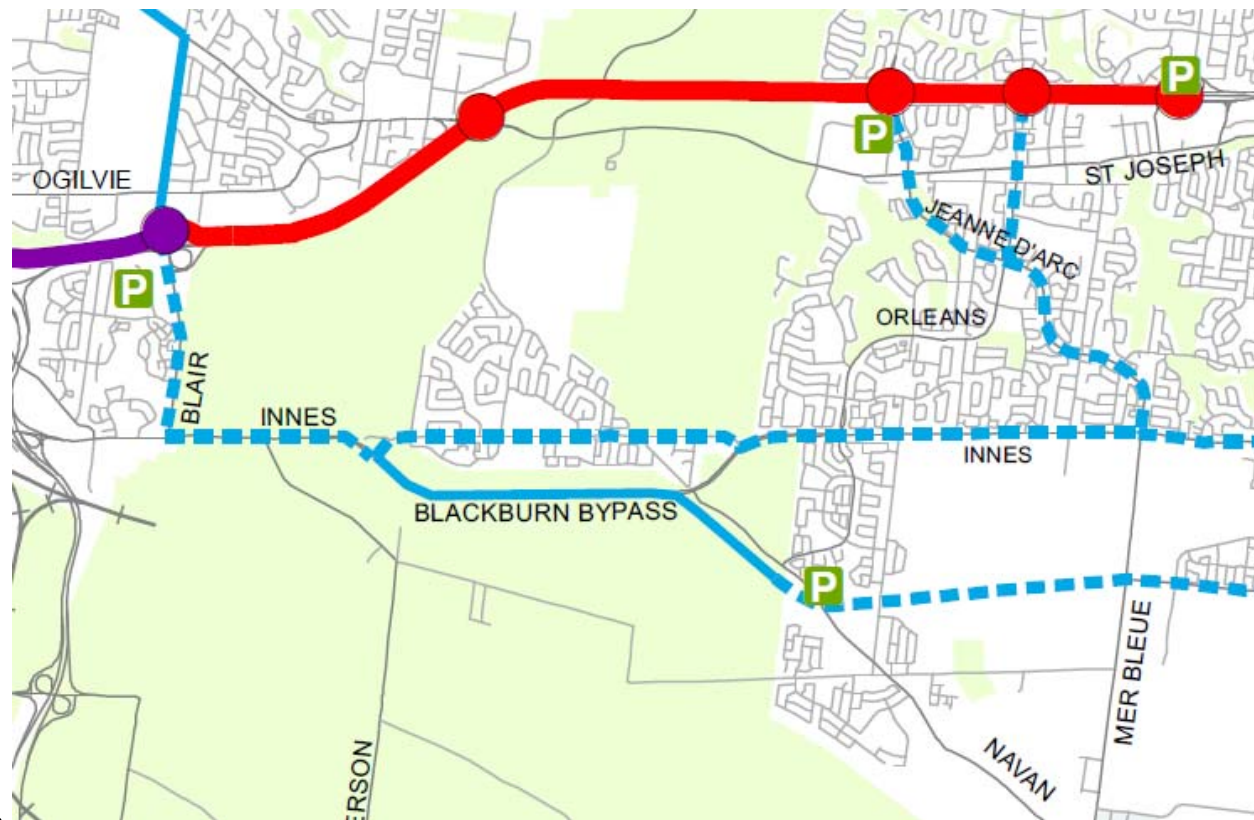 P
OGILVIE
P
ST JOSEPH
JEANNE D'ARC
P
ORLEANS
BLAIR
INNES
INNES
BLACKBURN BYPASS
P
MER BLEUE
NAVAN
ERSON